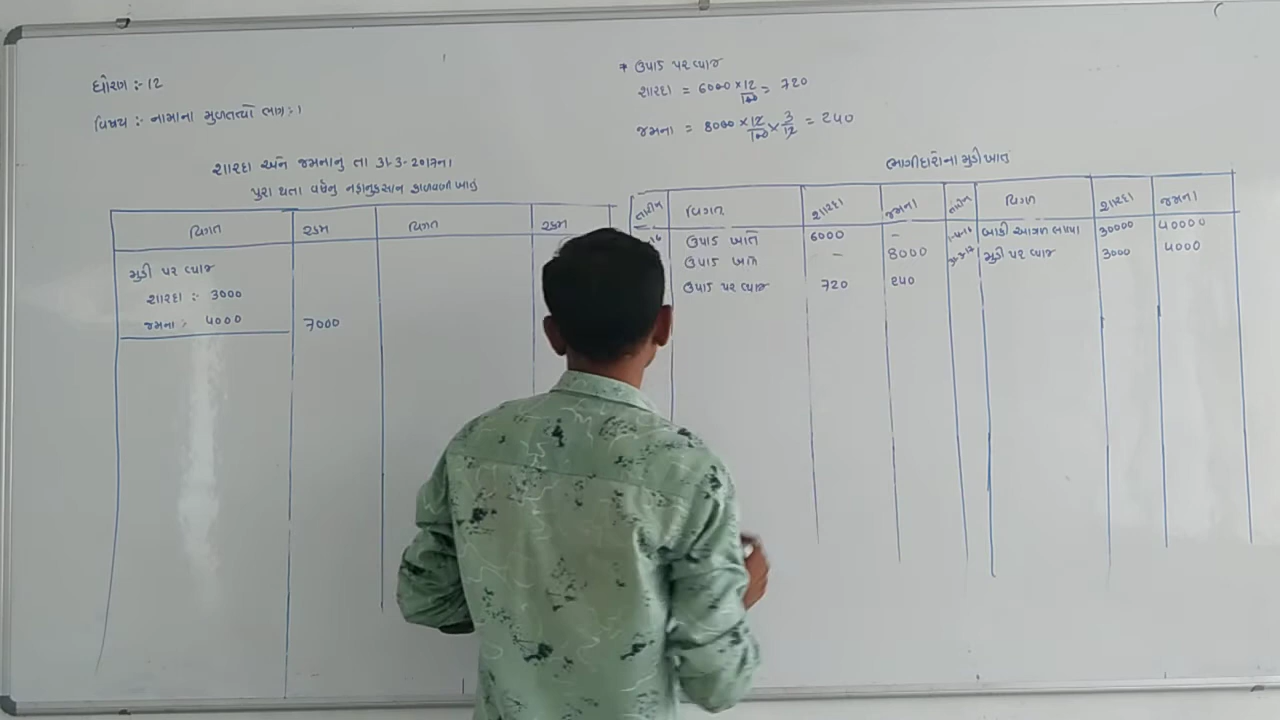 ધોરણ :- 12
વિષય :- નામાના મુળતત્વો ભાગ :- 1
* ઉપાડ પર વ્યાજ
શારદા = 6000 × 12/100 = 720
જમના = 8000 × 12/100 × 3/12 = 240
શારદા અને જમનાનુ તા 31-3-2017ના
પુરા થતા વર્ષનુ નફાનુકસાન ફાળવણી ખાતું
વિગત રકમ વિગત રકમ
મુડી પર વ્યાજ
શારદા :- 3000
જમના :- 4000 7000
ભાગીદારોના મુડી ખાતુ
તારીખ વિગત શારદા જમના તારીખ વિગત શારદા જમના
ઉપાડ ખાતે 6000 - બાકી આગળ લાવ્યા 30000 40000
ઉપાડ ખાતે - 8000 મુડી પર વ્યાજ 3000 4000
ઉપાડ પર વ્યાજ 720 240